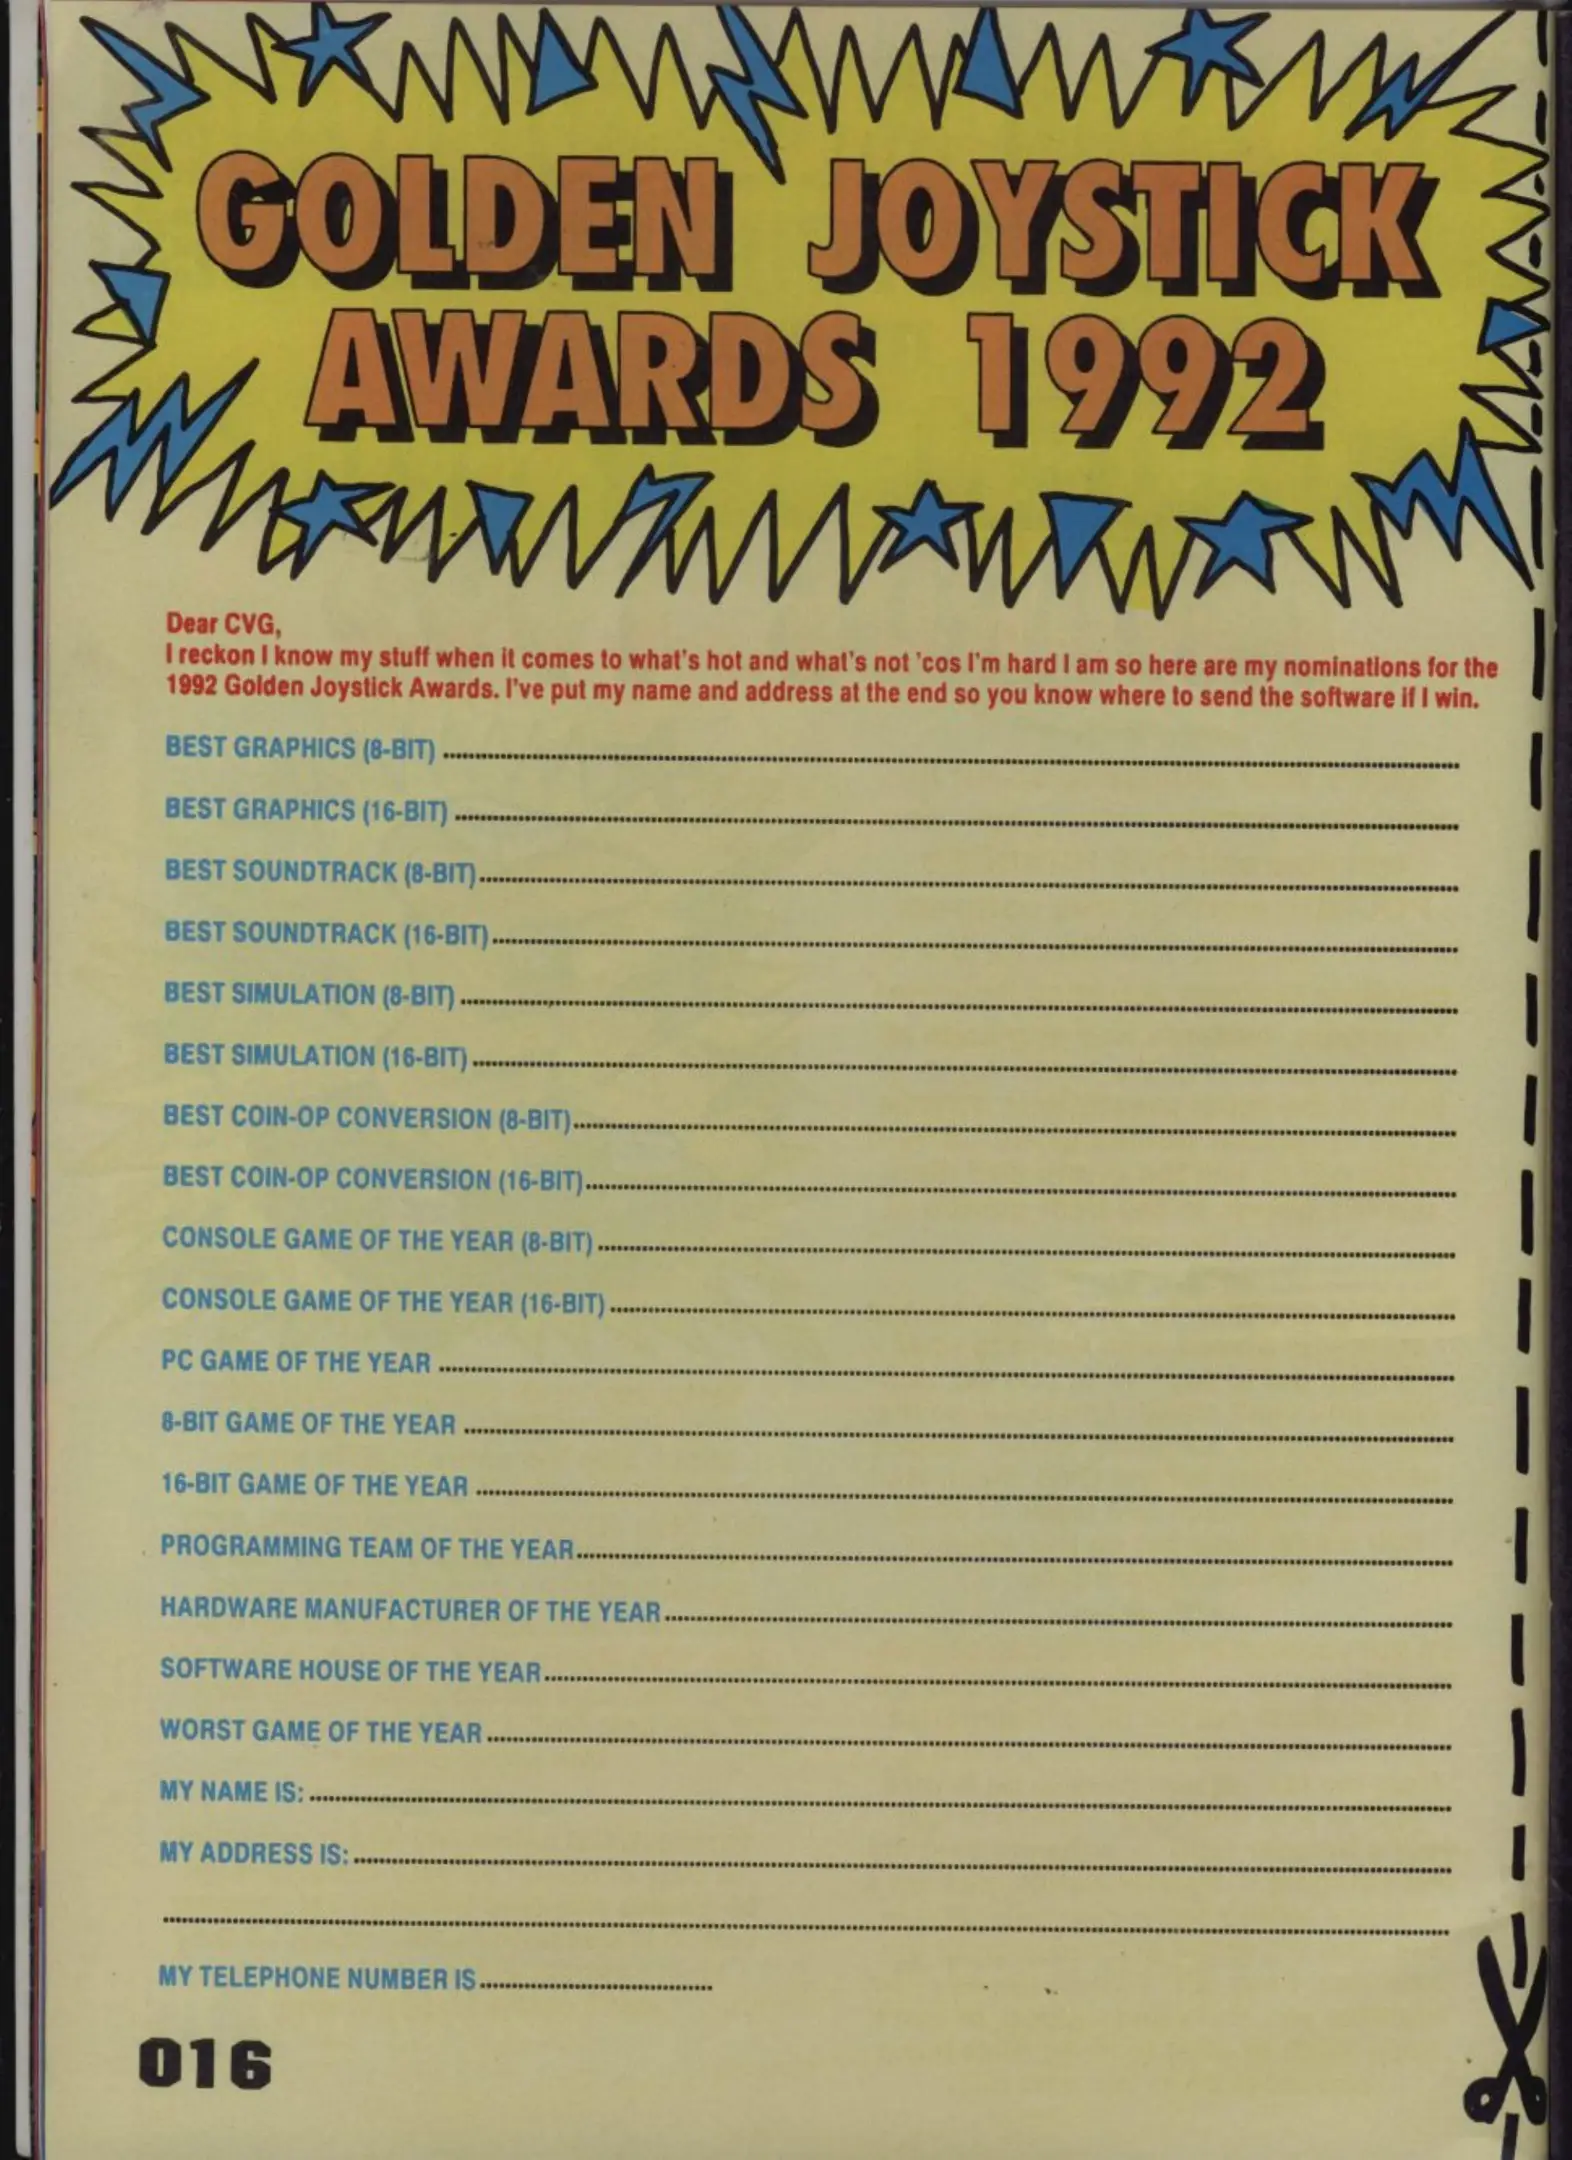 GOLDEN JOYSTICK
AWARDS 1992
Dear CVG,
I reckon I know my stuff when it comes to what's hot and what's not 'cos I'm hard I am so here are my nominations for the
1992 Golden Joystick Awards. I've put my name and address at the end so you know where to send the software if I win.
BEST GRAPHICS (8-BIT)
BEST GRAPHICS (16-BIT)
BEST SOUNDTRACK (8-BIT)
BEST SOUNDTRACK (16-BIT)
BEST SIMULATION (8-BIT)
BEST SIMULATION (16-BIT)
BEST COIN-OP CONVERSION (8-BIT)
BEST COIN-OP CONVERSION (16-BIT)
CONSOLE GAME OF THE YEAR (8-BIT)
CONSOLE GAME OF THE YEAR (16-BIT)
PC GAME OF THE YEAR
8-BIT GAME OF THE YEAR
16-BIT GAME OF THE YEAR
PROGRAMMING TEAM OF THE YEAR
HARDWARE MANUFACTURER OF THE YEAR
SOFTWARE HOUSE OF THE YEAR
WORST GAME OF THE YEAR
MY NAME IS:
MY ADDRESS IS:
MY TELEPHONE NUMBER IS
016